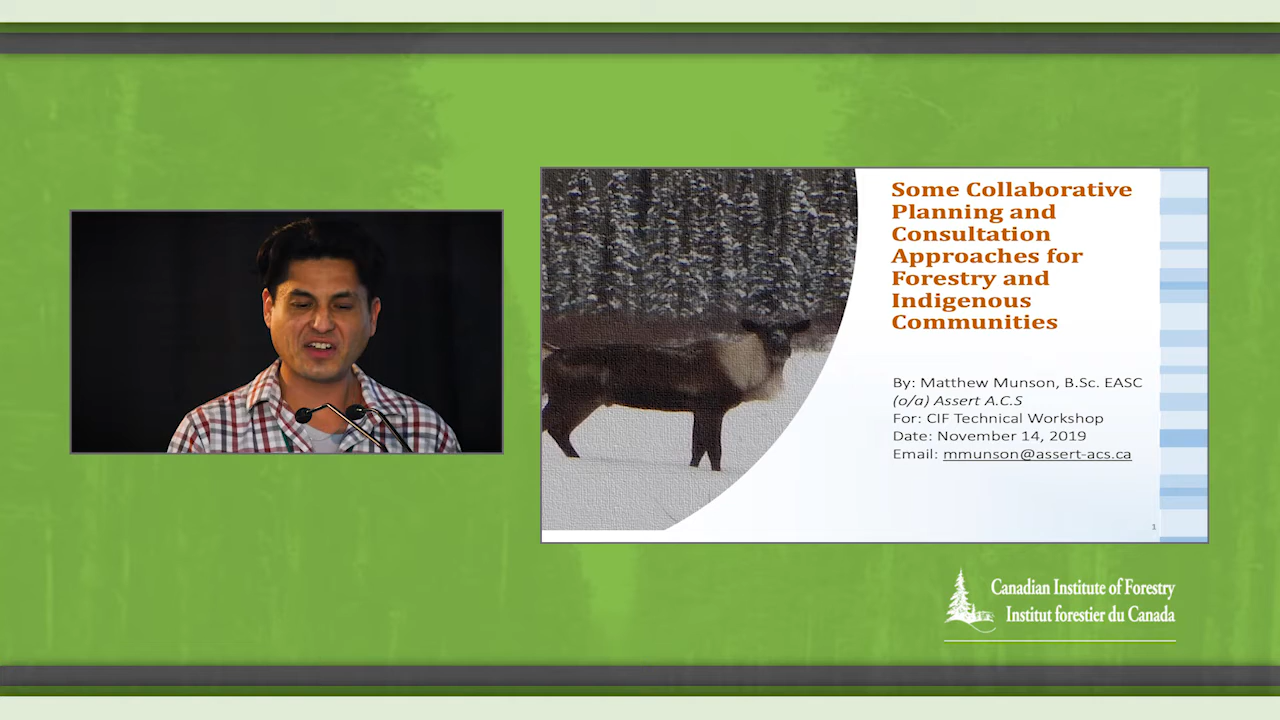 Some Collaborative
Planning and
Consultation
Approaches for
Forestry and
Indigenous
Communities
By: Matthew Munson, B.Sc. EASC
(o/a) Assert A.C.S
For: CIF Technical Workshop
Date: November 14, 2019
Email: mmunson@assert-acs.ca
1
Canadian Institute of Forestry
Institut forestier du Canada